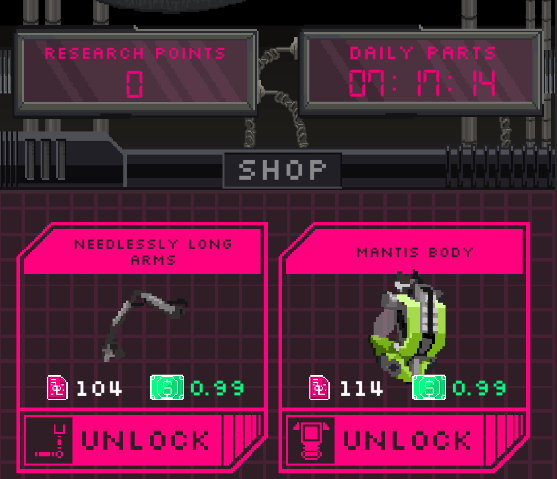 RESEARCH POINTS
0
DAILY PARTS
07:17:14
SHOP
NEEDLESSLY LONG
ARMS
104
0.99
UNLOCK
MANTIS BODY
114
0.99
UNLOCK